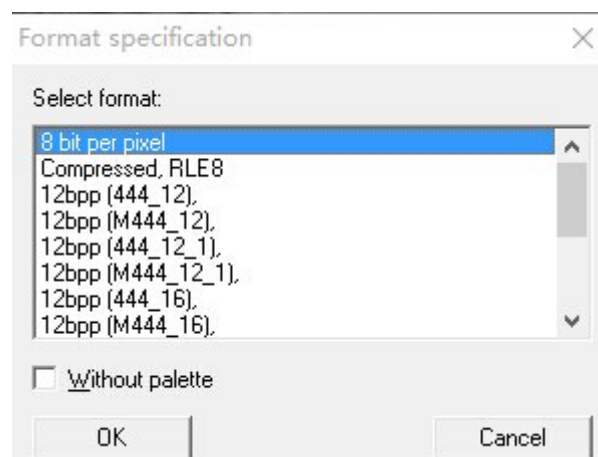 Format specification
Select format:
8 bit per pixel
Compressed, RLE8
12bpp (444_12),
12bpp (M444_12),
12bpp (444_12_1),
12bpp (M444_12_1),
12bpp (444_16),
12bpp (M444_16),
Without palette
OK
Cancel